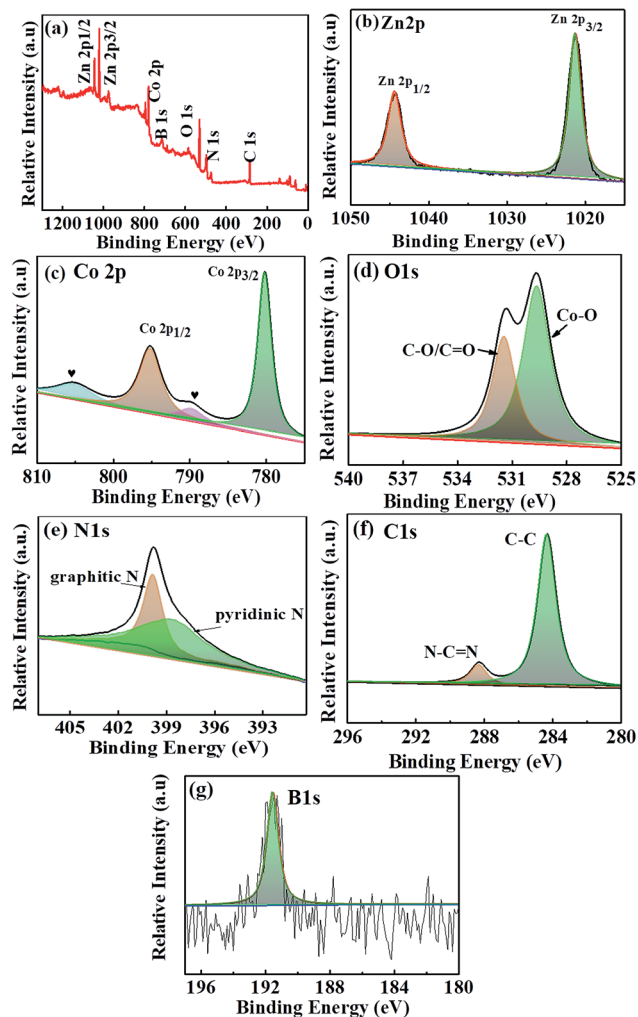 (a)
Relative Intensity (a.u)
Zn 2p1/2
Zn 2p3/2
Co 2p
B 1s
O 1s
N 1s
C 1s
1300 1000 800 600 400 200 0
Binding Energy (eV)
(b) Zn2p
Relative Intensity (a.u)
Zn 2p1/2
Zn 2p3/2
1050 1040 1030 1020
Binding Energy (eV)
(c) Co 2p
Relative Intensity (a.u)
♥
Co 2p1/2
♥
Co 2p3/2
810 800 790 780
Binding Energy (eV)
(d) O1s
Relative Intensity (a.u.)
C-O/C=O
Co-O
540 537 534 531 528 525
Binding Energy (eV)
(e) N1s
Relative Intensity (a.u.)
graphitic N
pyridinic N
405 402 399 396 393
Binding Energy (eV)
(f) C1s
Relative Intensity (a.u.)
C-C
N-C=N
296 292 288 284 280
Binding Energy (eV)
(g) B1s
Relative Intensity (a.u)
196 192 188 184 180
Binding Energy (eV)